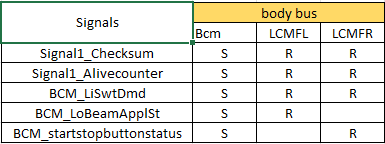 Signals body bus
Bcm LCMFL LCMFR
Signal1_Checksum S R R
Signal1_Alivecounter S R R
BCM_LiSwtDmd S R R
BCM_LoBeamApplSt S R
BCM_startstopbuttonstatus S R